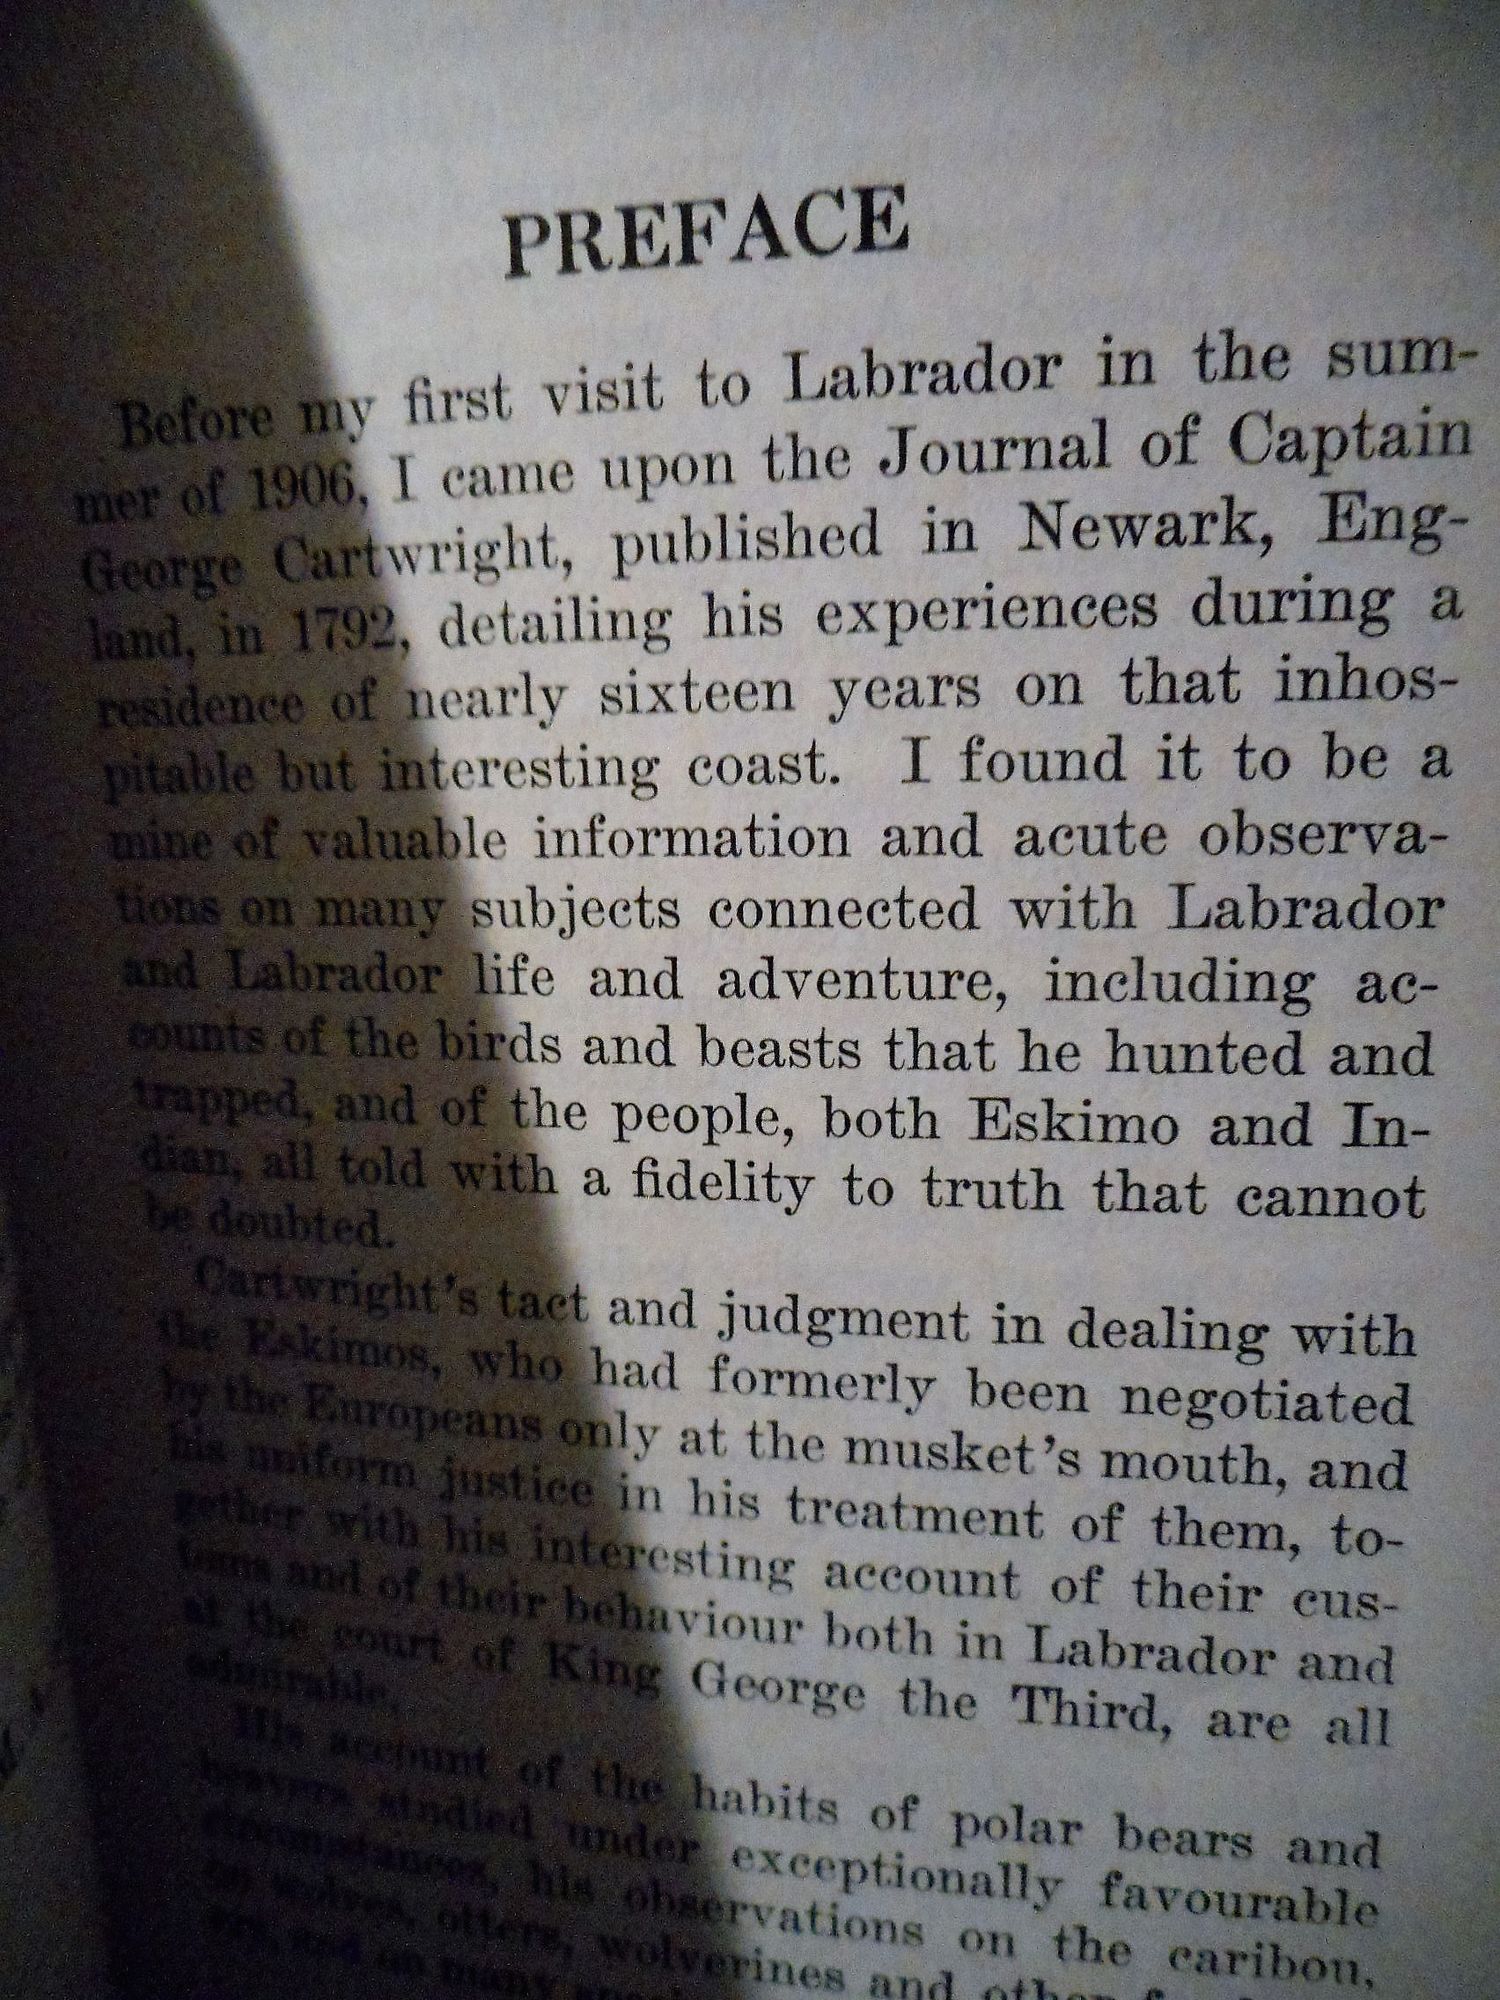 PREFACE
Before my first visit to Labrador in the sum-
mer of 1906, I came upon the Journal of Captain
George Cartwright, published in Newark, Eng-
land, in 1792, detailing his experiences during a
residence of nearly sixteen years on that inhos-
pitable but interesting coast. I found it to be a
mine of valuable information and acute observa-
tions on many subjects connected with Labrador
and Labrador life and adventure, including ac-
counts of the birds and beasts that he hunted and
trapped, and of the people, both Eskimo and In-
dian, all told with a fidelity to truth that cannot
be doubted.
Cartwright's tact and judgment in dealing with
the Eskimos, who had formerly been negotiated
by the Europeans only at the musket's mouth, and
his uniform justice in his treatment of them, to-
gether with his interesting account of their cus-
toms and of their behaviour both in Labrador and
at the court of King George the Third, are all
admirable.
His account of the habits of polar bears and
beavers studied under exceptionally favourable
circumstances, his observations on the caribou,
on wolves, otters, wolverines and other
and on many